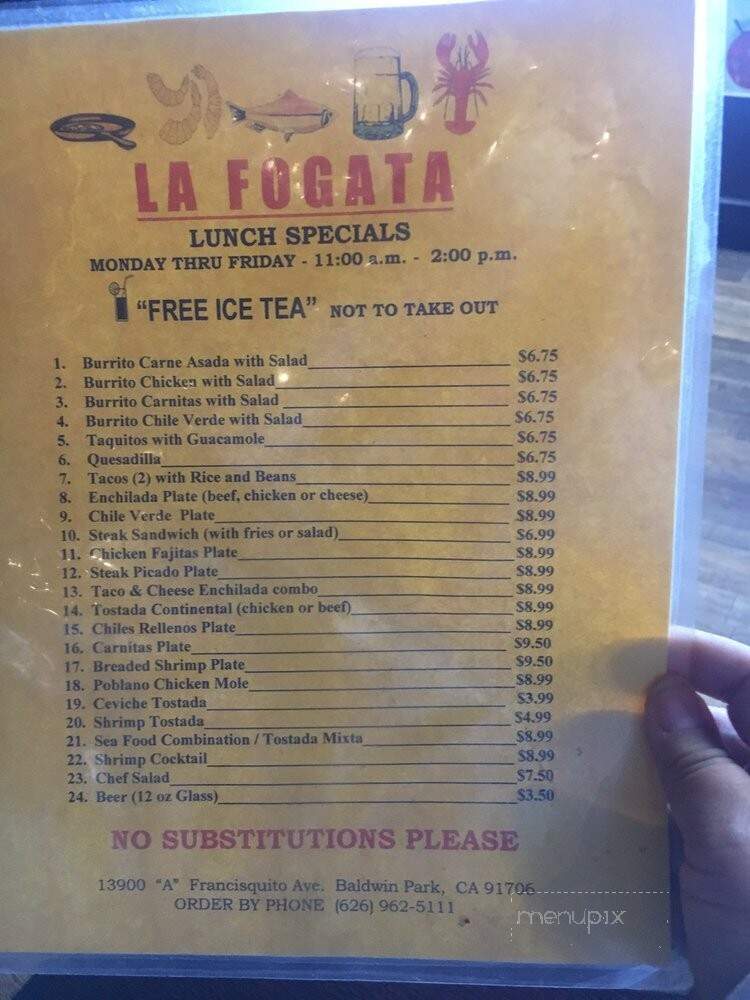 LA FOGATA
LUNCH SPECIALS
MONDAY THRU FRIDAY - 11:00 a.m. - 2:00 p.m.
"FREE ICE TEA" NOT TO TAKE OUT
1. Burrito Carne Asada with Salad $6.75
2. Burrito Chicken with Salad $6.75
3. Burrito Carnitas with Salad $6.75
4. Burrito Chile Verde with Salad $6.75
5. Taquitos with Guacamole $6.75
6. Quesadilla $6.75
7. Tacos (2) with Rice and Beans $8.99
8. Enchilada Plate (beef, chicken or cheese) $8.99
9. Chile Verde Plate $8.99
10. Steak Sandwich (with fries or salad) $6.99
11. Chicken Fajitas Plate $8.99
12. Steak Picado Plate $8.99
13. Taco & Cheese Enchilada combo $8.99
14. Tostada Continental (chicken or beef) $8.99
15. Chiles Rellenos Plate $8.99
16. Carnitas Plate $9.50
17. Breaded Shrimp Plate $9.50
18. Poblano Chicken Mole $8.99
19. Ceviche Tostada $3.99
20. Shrimp Tostada $4.99
21. Sea Food Combination / Tostada Mixta $8.99
22. Shrimp Cocktail $8.99
23. Chef Salad $7.50
24. Beer (12 oz Glass) $3.50
NO SUBSTITUTIONS PLEASE
13900 "A" Francisquito Ave. Baldwin Park, CA 91706
ORDER BY PHONE (626) 962-5111
menupix